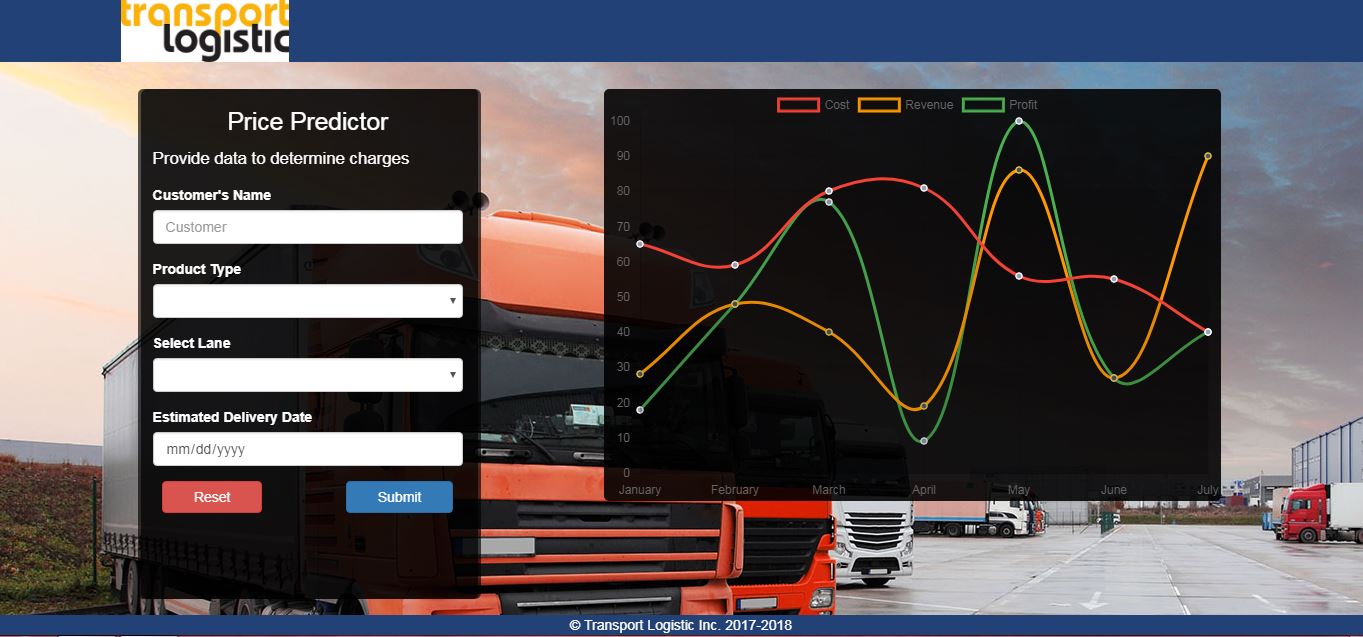 transport
logistic
Price Predictor
Provide data to determine charges
Customer's Name
Customer
Product Type
Select Lane
Estimated Delivery Date
mm/dd/yyyy
Reset Submit
Cost Revenue Profit
100
90
80
70
60
50
40
30
20
10
0
January February March April May June July
© Transport Logistic Inc. 2017-2018